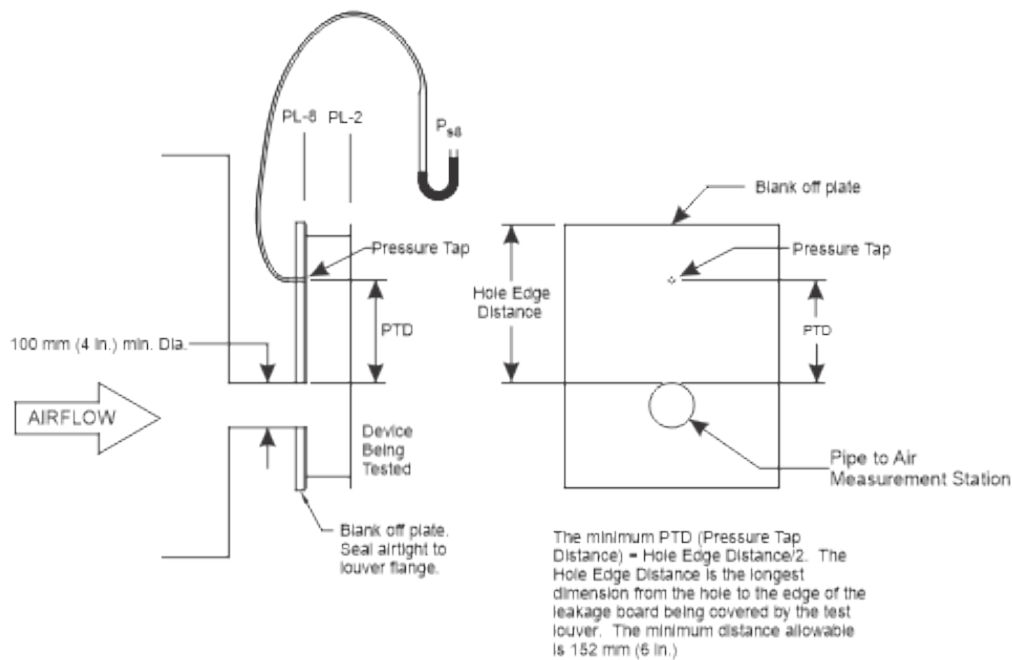 PL-8 PL-2
Ps8
Blank off plate
Pressure Tap
Pressure Tap
Hole Edge
Distance
PTD
PTD
100 mm (4 in.) min. Dia.
AIRFLOW
Device
Being
Tested
Pipe to Air
Measurement Station
Blank off plate.
Seal airtight to
louver flange.
The minimum PTD (Pressure Tap
Distance) = Hole Edge Distance/2. The
Hole Edge Distance is the longest
dimension from the hole to the edge of the
leakage board being covered by the test
louver. The minimum distance allowable
is 152 mm (6 in.)